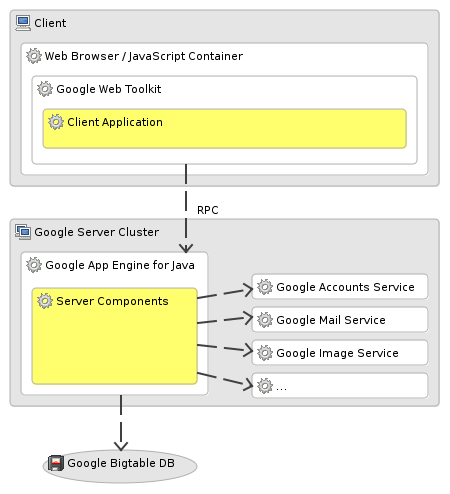 Client
Web Browser / JavaScript Container
Google Web Toolkit
Client Application
RPC
Google Server Cluster
Google App Engine for Java
Server Components
Google Accounts Service
Google Mail Service
Google Image Service
...
Google Bigtable DB